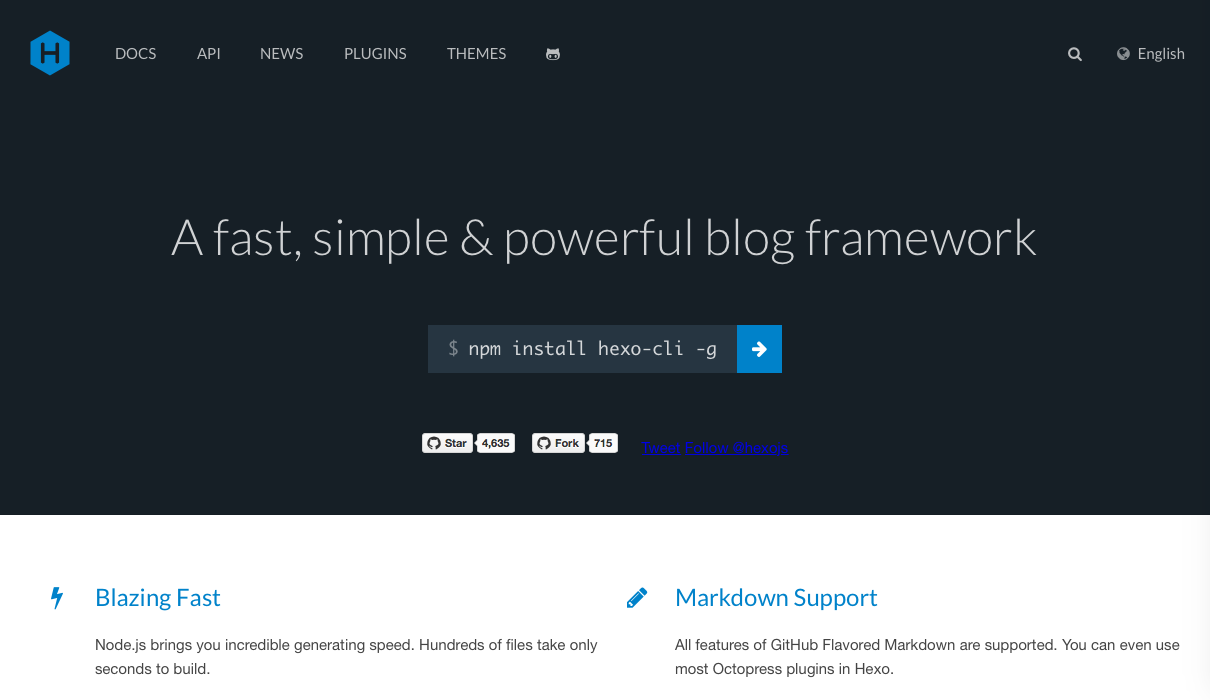 H DOCS API NEWS PLUGINS THEMES English
A fast, simple & powerful blog framework
$ npm install hexo-cli -g
Star 4,635 Fork 715 Tweet Follow @hexojs
Blazing Fast
Node.js brings you incredible generating speed. Hundreds of files take only
seconds to build.
Markdown Support
All features of GitHub Flavored Markdown are supported. You can even use
most Octopress plugins in Hexo.